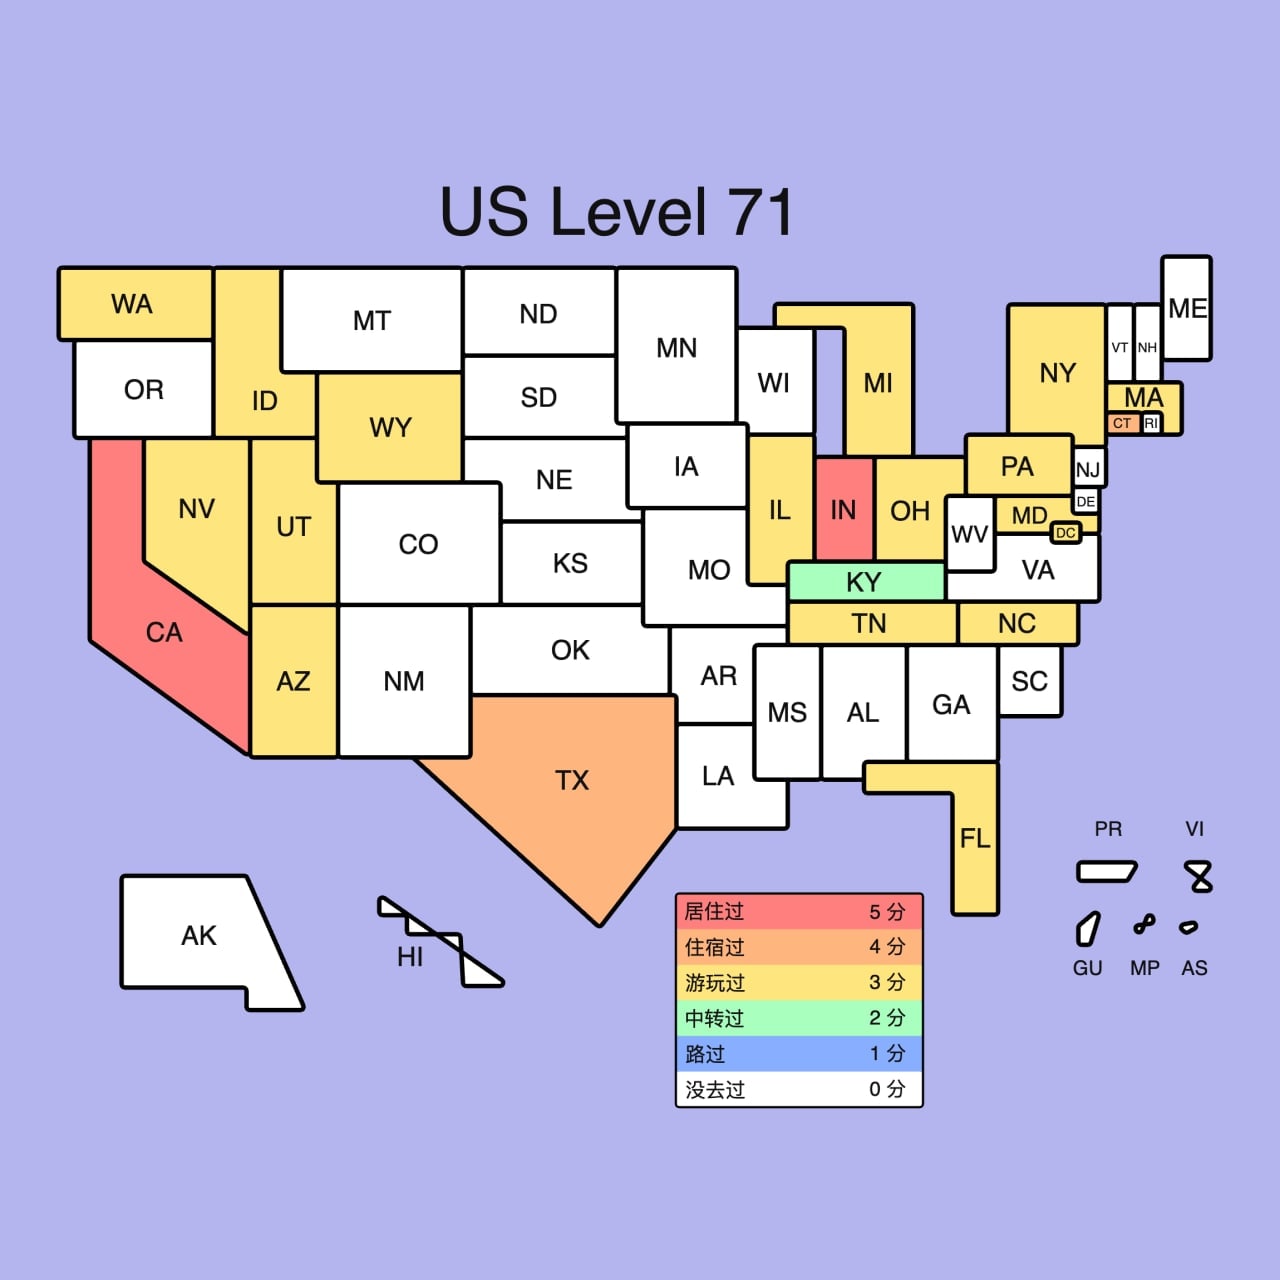 US Level 71
WA
OR
CA
NV
ID
MT
WY
UT
AZ
CO
NM
ND
SD
NE
KS
OK
TX
MN
IA
MO
AR
LA
WI
IL
MI
IN
OH
KY
TN
MS
AL
GA
FL
SC
NC
VA
WV
MD
DC
DE
PA
NJ
NY
CT
RI
MA
VT
NH
ME
AK
HI
PR
VI
GU
MP
AS
居住过 5 分
住宿过 4 分
游玩过 3 分
中转过 2 分
路过 1 分
没去过 0 分